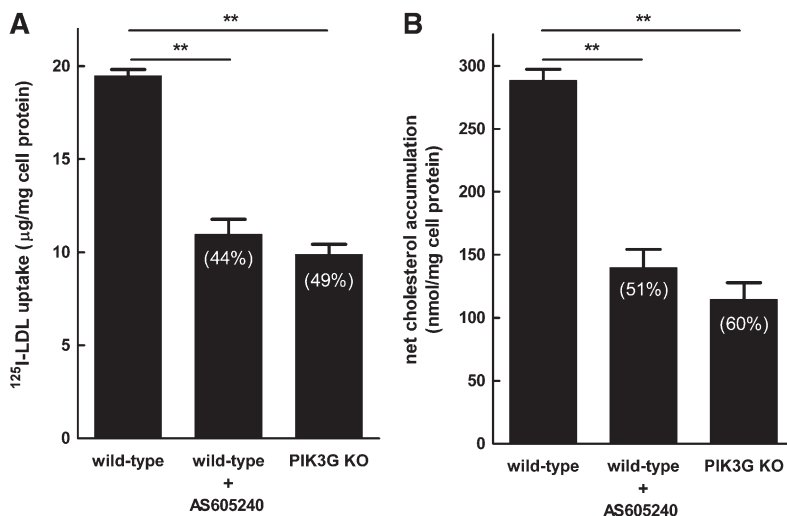 A
**
**
¹²⁵I-LDL uptake (µg/mg cell protein)
20
15
10
5
0
(44%)
(49%)
wild-type
wild-type
+
AS605240
PIK3G KO
B
**
**
net cholesterol accumulation
(nmol/mg cell protein)
300
250
200
150
100
50
0
(51%)
(60%)
wild-type
wild-type
+
AS605240
PIK3G KO